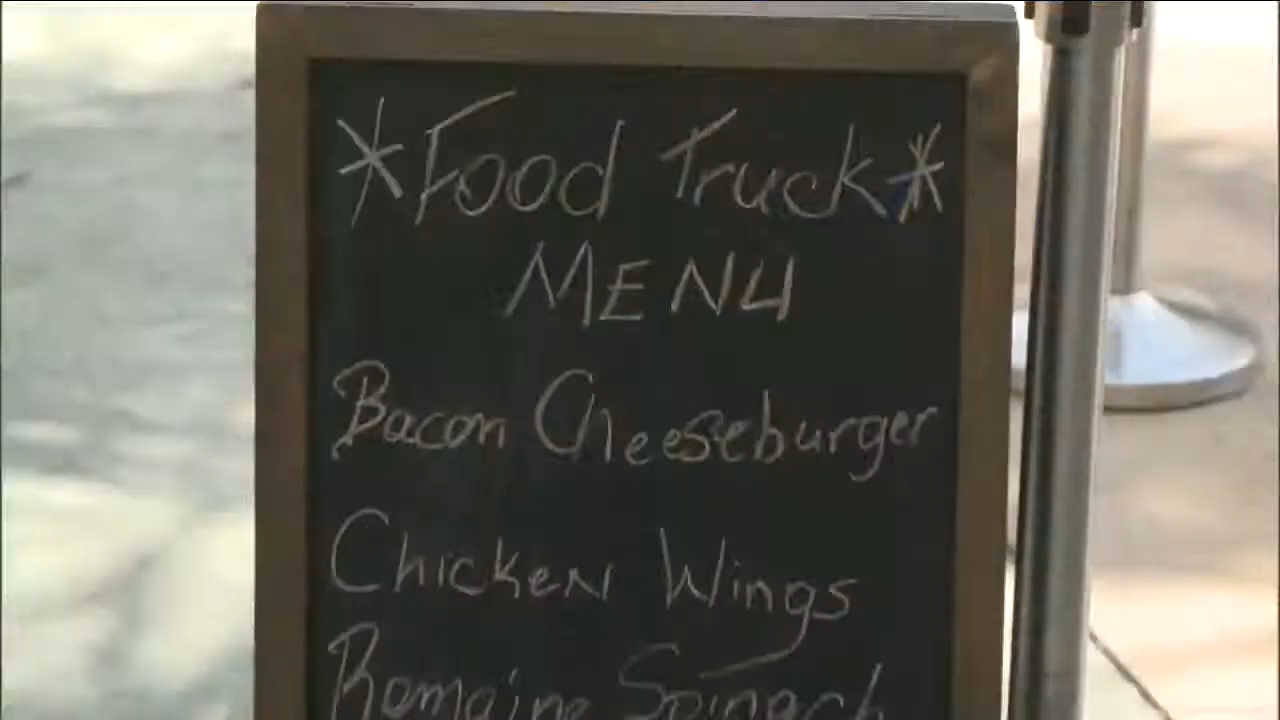 *Food Truck*
MENU
Bacon Cheeseburger
Chicken Wings
Romaine Spinach